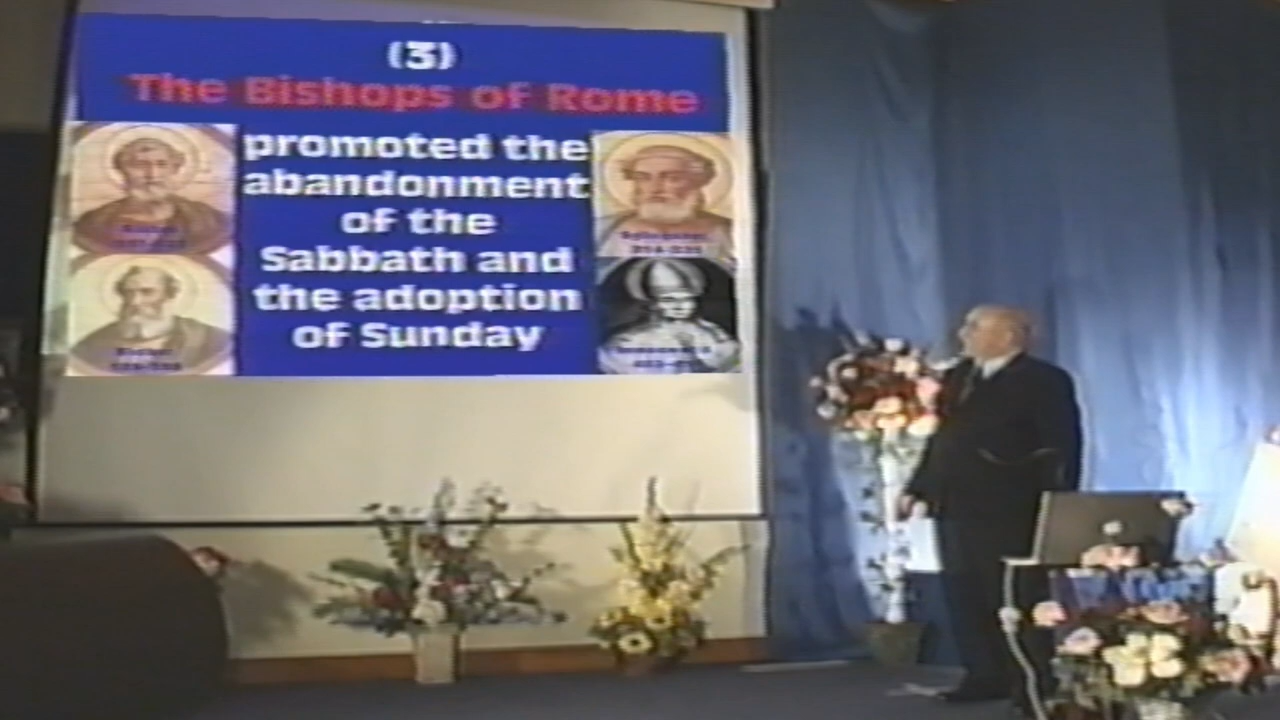 (3)
The Bishops of Rome
promoted the
abandonment
of the
Sabbath and
the adoption
of Sunday